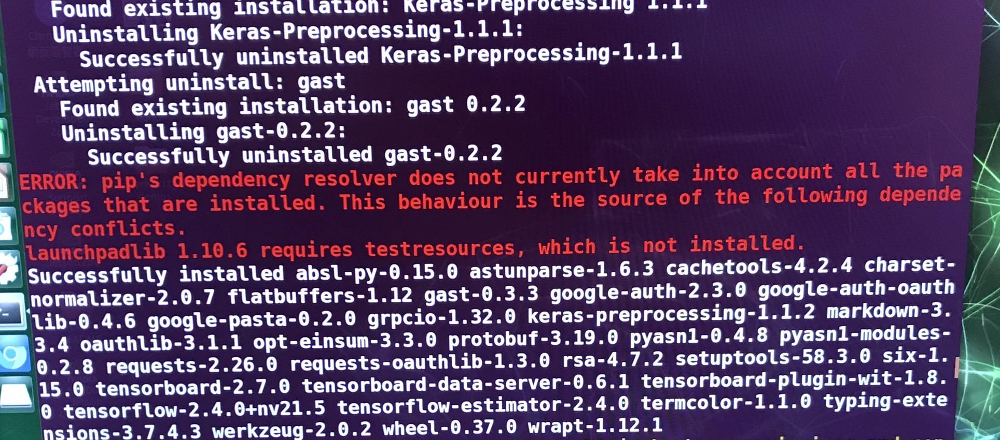 Found existing installation: Keras-Preprocessing 1.1.1
Uninstalling Keras-Preprocessing-1.1.1:
Successfully uninstalled Keras-Preprocessing-1.1.1
Attempting uninstall: gast
Found existing installation: gast 0.2.2
Uninstalling gast-0.2.2:
Successfully uninstalled gast-0.2.2
ERROR: pip's dependency resolver does not currently take into account all the pa
ckages that are installed. This behaviour is the source of the following depende
ncy conflicts.
launchpadlib 1.10.6 requires testresources, which is not installed.
Successfully installed absl-py-0.15.0 astunparse-1.6.3 cachetools-4.2.4 charset-
normalizer-2.0.7 flatbuffers-1.12 gast-0.3.3 google-auth-2.3.0 google-auth-oauth
lib-0.4.6 google-pasta-0.2.0 grpcio-1.32.0 keras-preprocessing-1.1.2 markdown-3.
3.4 oauthlib-3.1.1 opt-einsum-3.3.0 protobuf-3.19.0 pyasn1-0.4.8 pyasn1-modules-
0.2.8 requests-2.26.0 requests-oauthlib-1.3.0 rsa-4.7.2 setuptools-58.3.0 six-1.
15.0 tensorboard-2.7.0 tensorboard-data-server-0.6.1 tensorboard-plugin-wit-1.8.
0 tensorflow-2.4.0+nv21.5 tensorflow-estimator-2.4.0 termcolor-1.1.0 typing-exte
nsions-3.7.4.3 werkzeug-2.0.2 wheel-0.37.0 wrapt-1.12.1